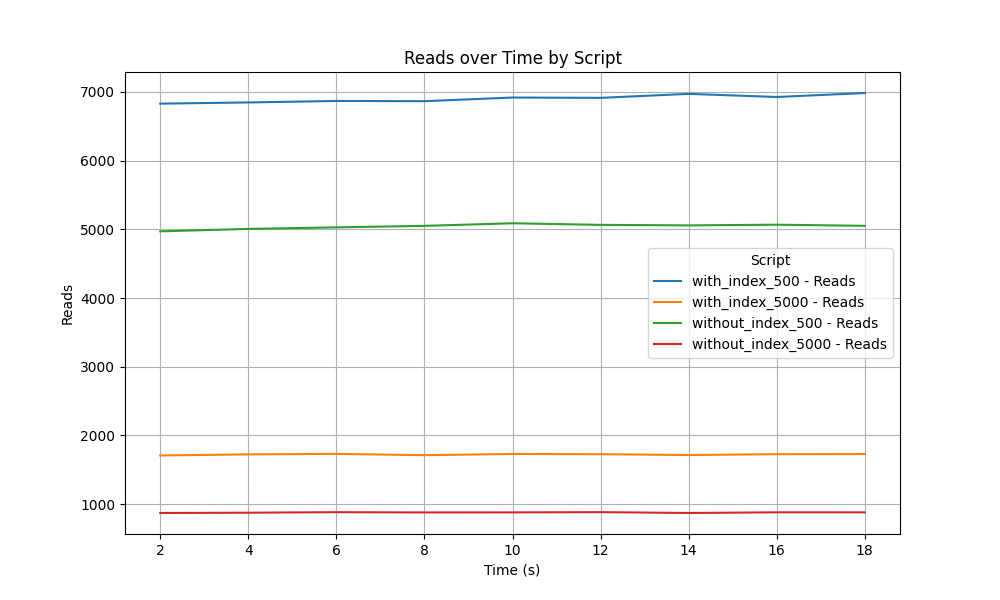 Reads over Time by Script
7000
6000
5000
4000
3000
2000
1000
Reads
Script
with_index_500 - Reads
with_index_5000 - Reads
without_index_500 - Reads
without_index_5000 - Reads
2 4 6 8 10 12 14 16 18
Time (s)